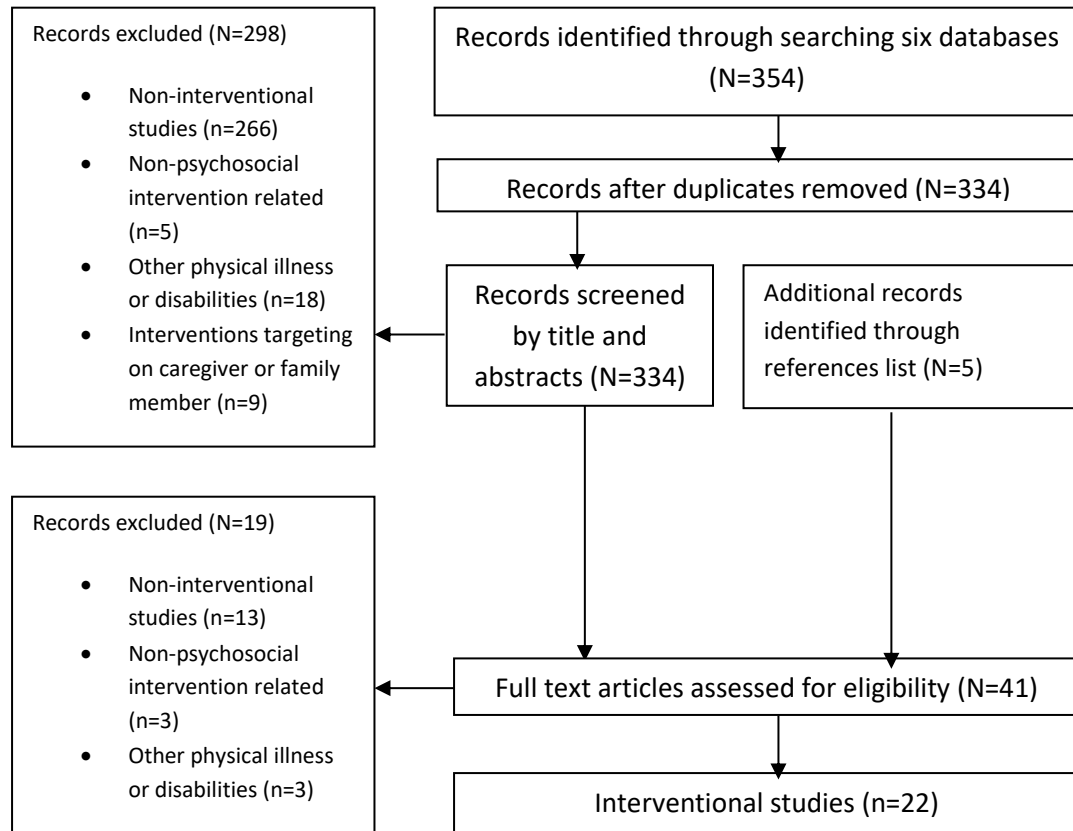 Records excluded (N=298)
• Non-interventional
studies (n=266)
• Non-psychosocial
intervention related
(n=5)
• Other physical illness
or disabilities (n=18)
• Interventions targeting
on caregiver or family
member (n=9)
Records identified through searching six databases
(N=354)
Records after duplicates removed (N=334)
Records screened
by title and
abstracts (N=334)
Additional records
identified through
references list (N=5)
Records excluded (N=19)
• Non-interventional
studies (n=13)
• Non-psychosocial
intervention related
(n=3)
• Other physical illness
or disabilities (n=3)
Full text articles assessed for eligibility (N=41)
Interventional studies (n=22)